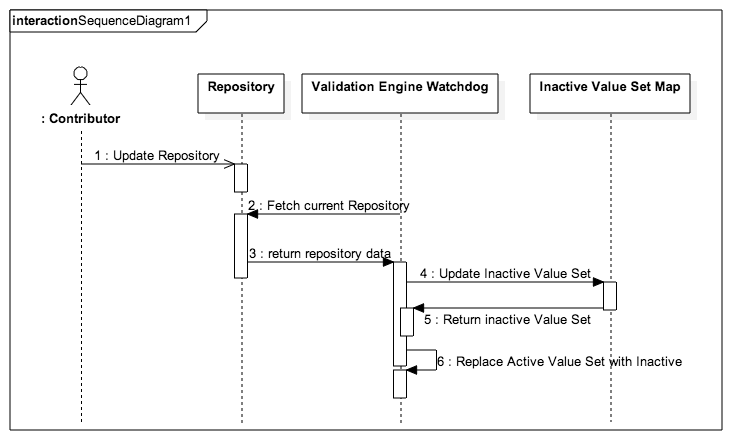 interactionSequenceDiagram1
: Contributor
Repository
Validation Engine Watchdog
Inactive Value Set Map
1 : Update Repository
2 : Fetch current Repository
3 : return repository data
4 : Update Inactive Value Set
5 : Return inactive Value Set
6 : Replace Active Value Set with Inactive